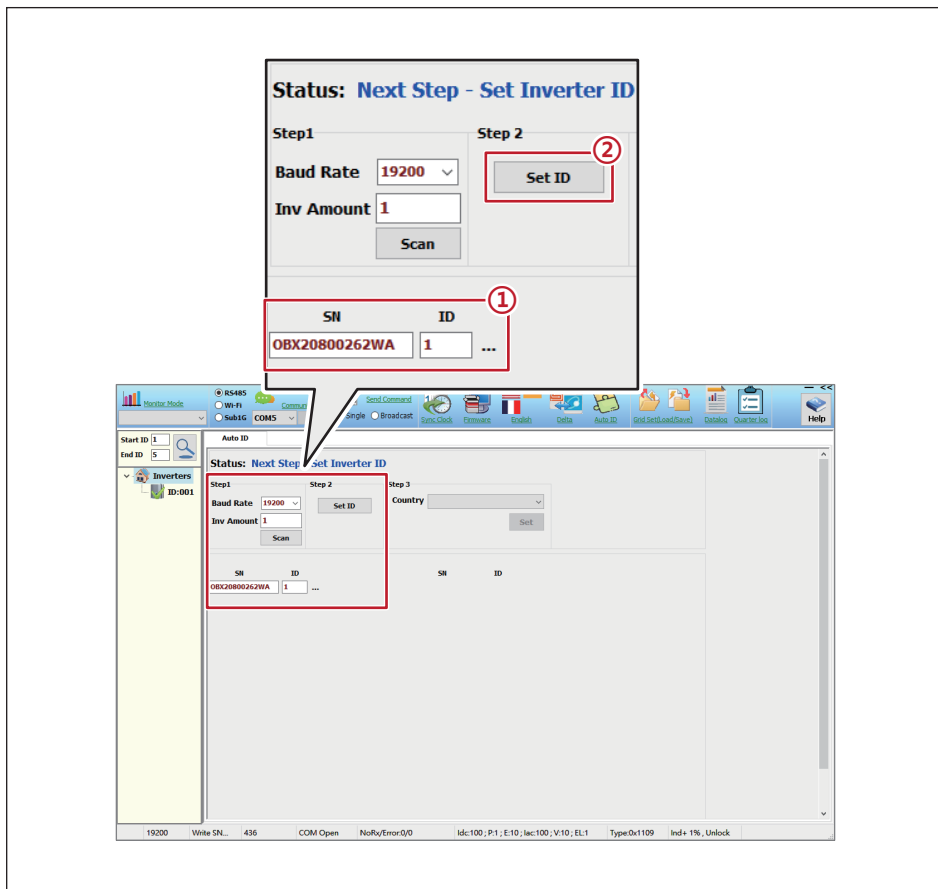 Status: Next Step - Set Inverter ID
Step1 Step 2
②
Baud Rate 19200 Set ID
Inv Amount 1
Scan
①
SN ID
OBX20800262WA 1 ...
Monitor Mode RS485 Send Command <<
Wi-Fi
Sub1G COM5 Broadcast Sync Clock Firmware English Delta Auto ID Grid Set(Load/Save) Datalog Quarter log Help
Start ID 1 Auto ID
End ID 5
Status: Next Step Set Inverter ID
Inverters Step1 Step 2 Step 3
ID:001
Baud Rate 19200 Set ID Country
Inv Amount 1 Set
Scan
SN ID SN ID
OBX20800262WA 1 ...
19200 Write SN... 436 COM Open NoRx/Error:0/0 Idc:100 ; P:1 ; E:10 ; Iac:100 ; V:10 ; EL:1 Type:0x1109 Ind+ 1% , Unlock